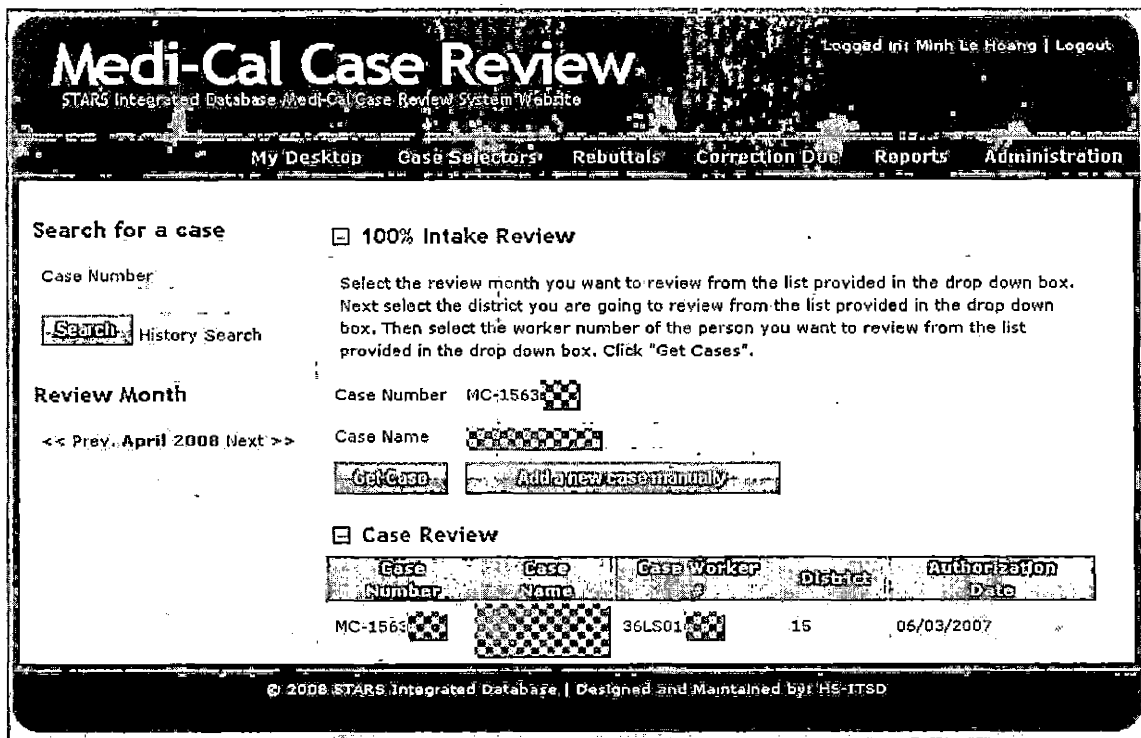 Logged in: Minh Le Hoang | Logout
Medi-Cal Case Review
STARS Integrated Database Medi-Cal Case Review System Website
My Desktop Case Selectors Rebuttals Correction Due Reports Administration
Search for a case
Case Number
Search History Search
Review Month
<< Prev. April 2008 Next >>
100% Intake Review
Select the review month you want to review from the list provided in the drop down box.
Next select the district you are going to review from the list provided in the drop down
box. Then select the worker number of the person you want to review from the list
provided in the drop down box. Click "Get Cases".
Case Number MC-1563
Case Name
Get Case Add a new case manually
Case Review
Case Number Case Name Case Worker # District Authorization Date
MC-1563 36LS01 15 06/03/2007
© 2008 STARS Integrated Database | Designed and Maintained by: HS-ITSD